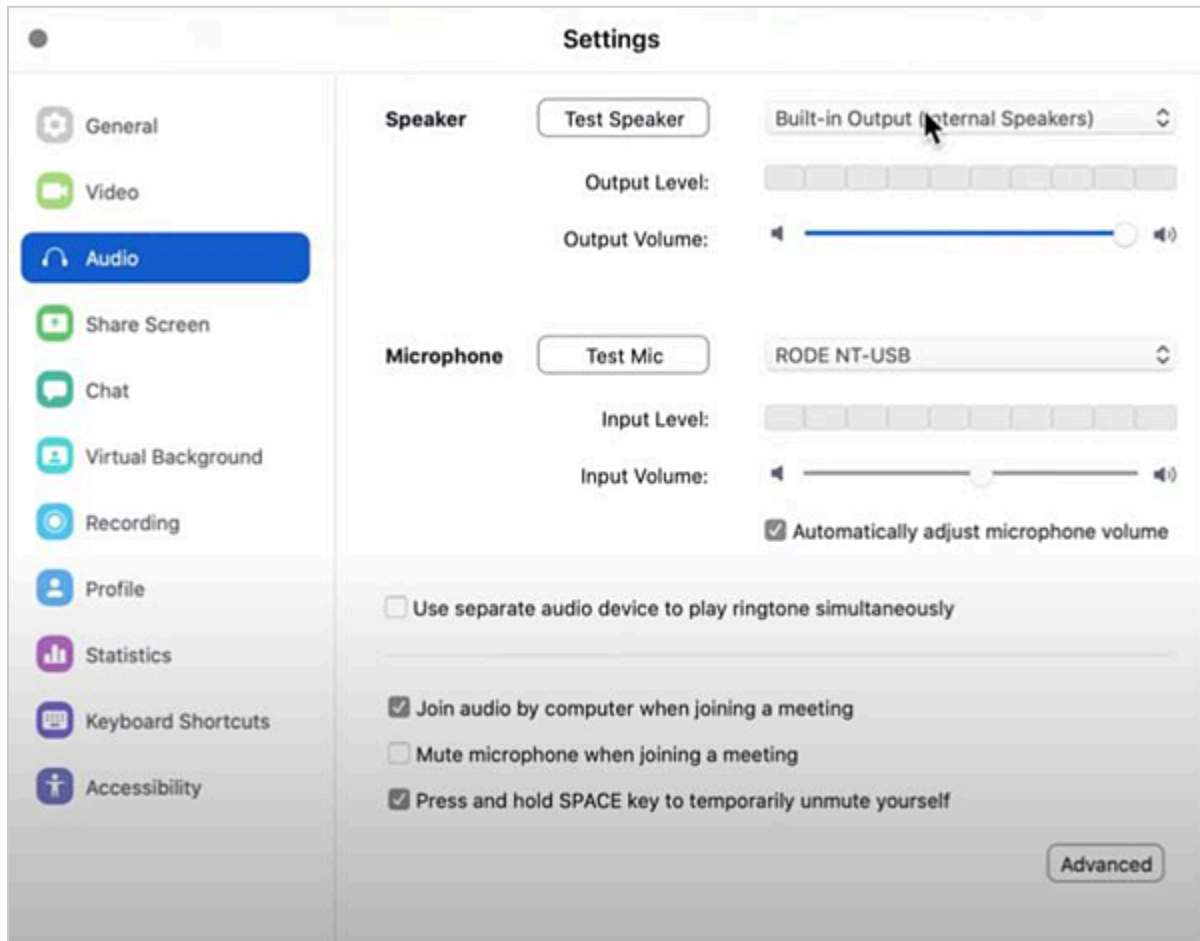 Settings
General
Video
Audio
Share Screen
Chat
Virtual Background
Recording
Profile
Statistics
Keyboard Shortcuts
Accessibility
Speaker
Test Speaker
Built-in Output (Internal Speakers)
Output Level:
Output Volume:
Microphone
Test Mic
RODE NT-USB
Input Level:
Input Volume:
Automatically adjust microphone volume
Use separate audio device to play ringtone simultaneously
Join audio by computer when joining a meeting
Mute microphone when joining a meeting
Press and hold SPACE key to temporarily unmute yourself
Advanced